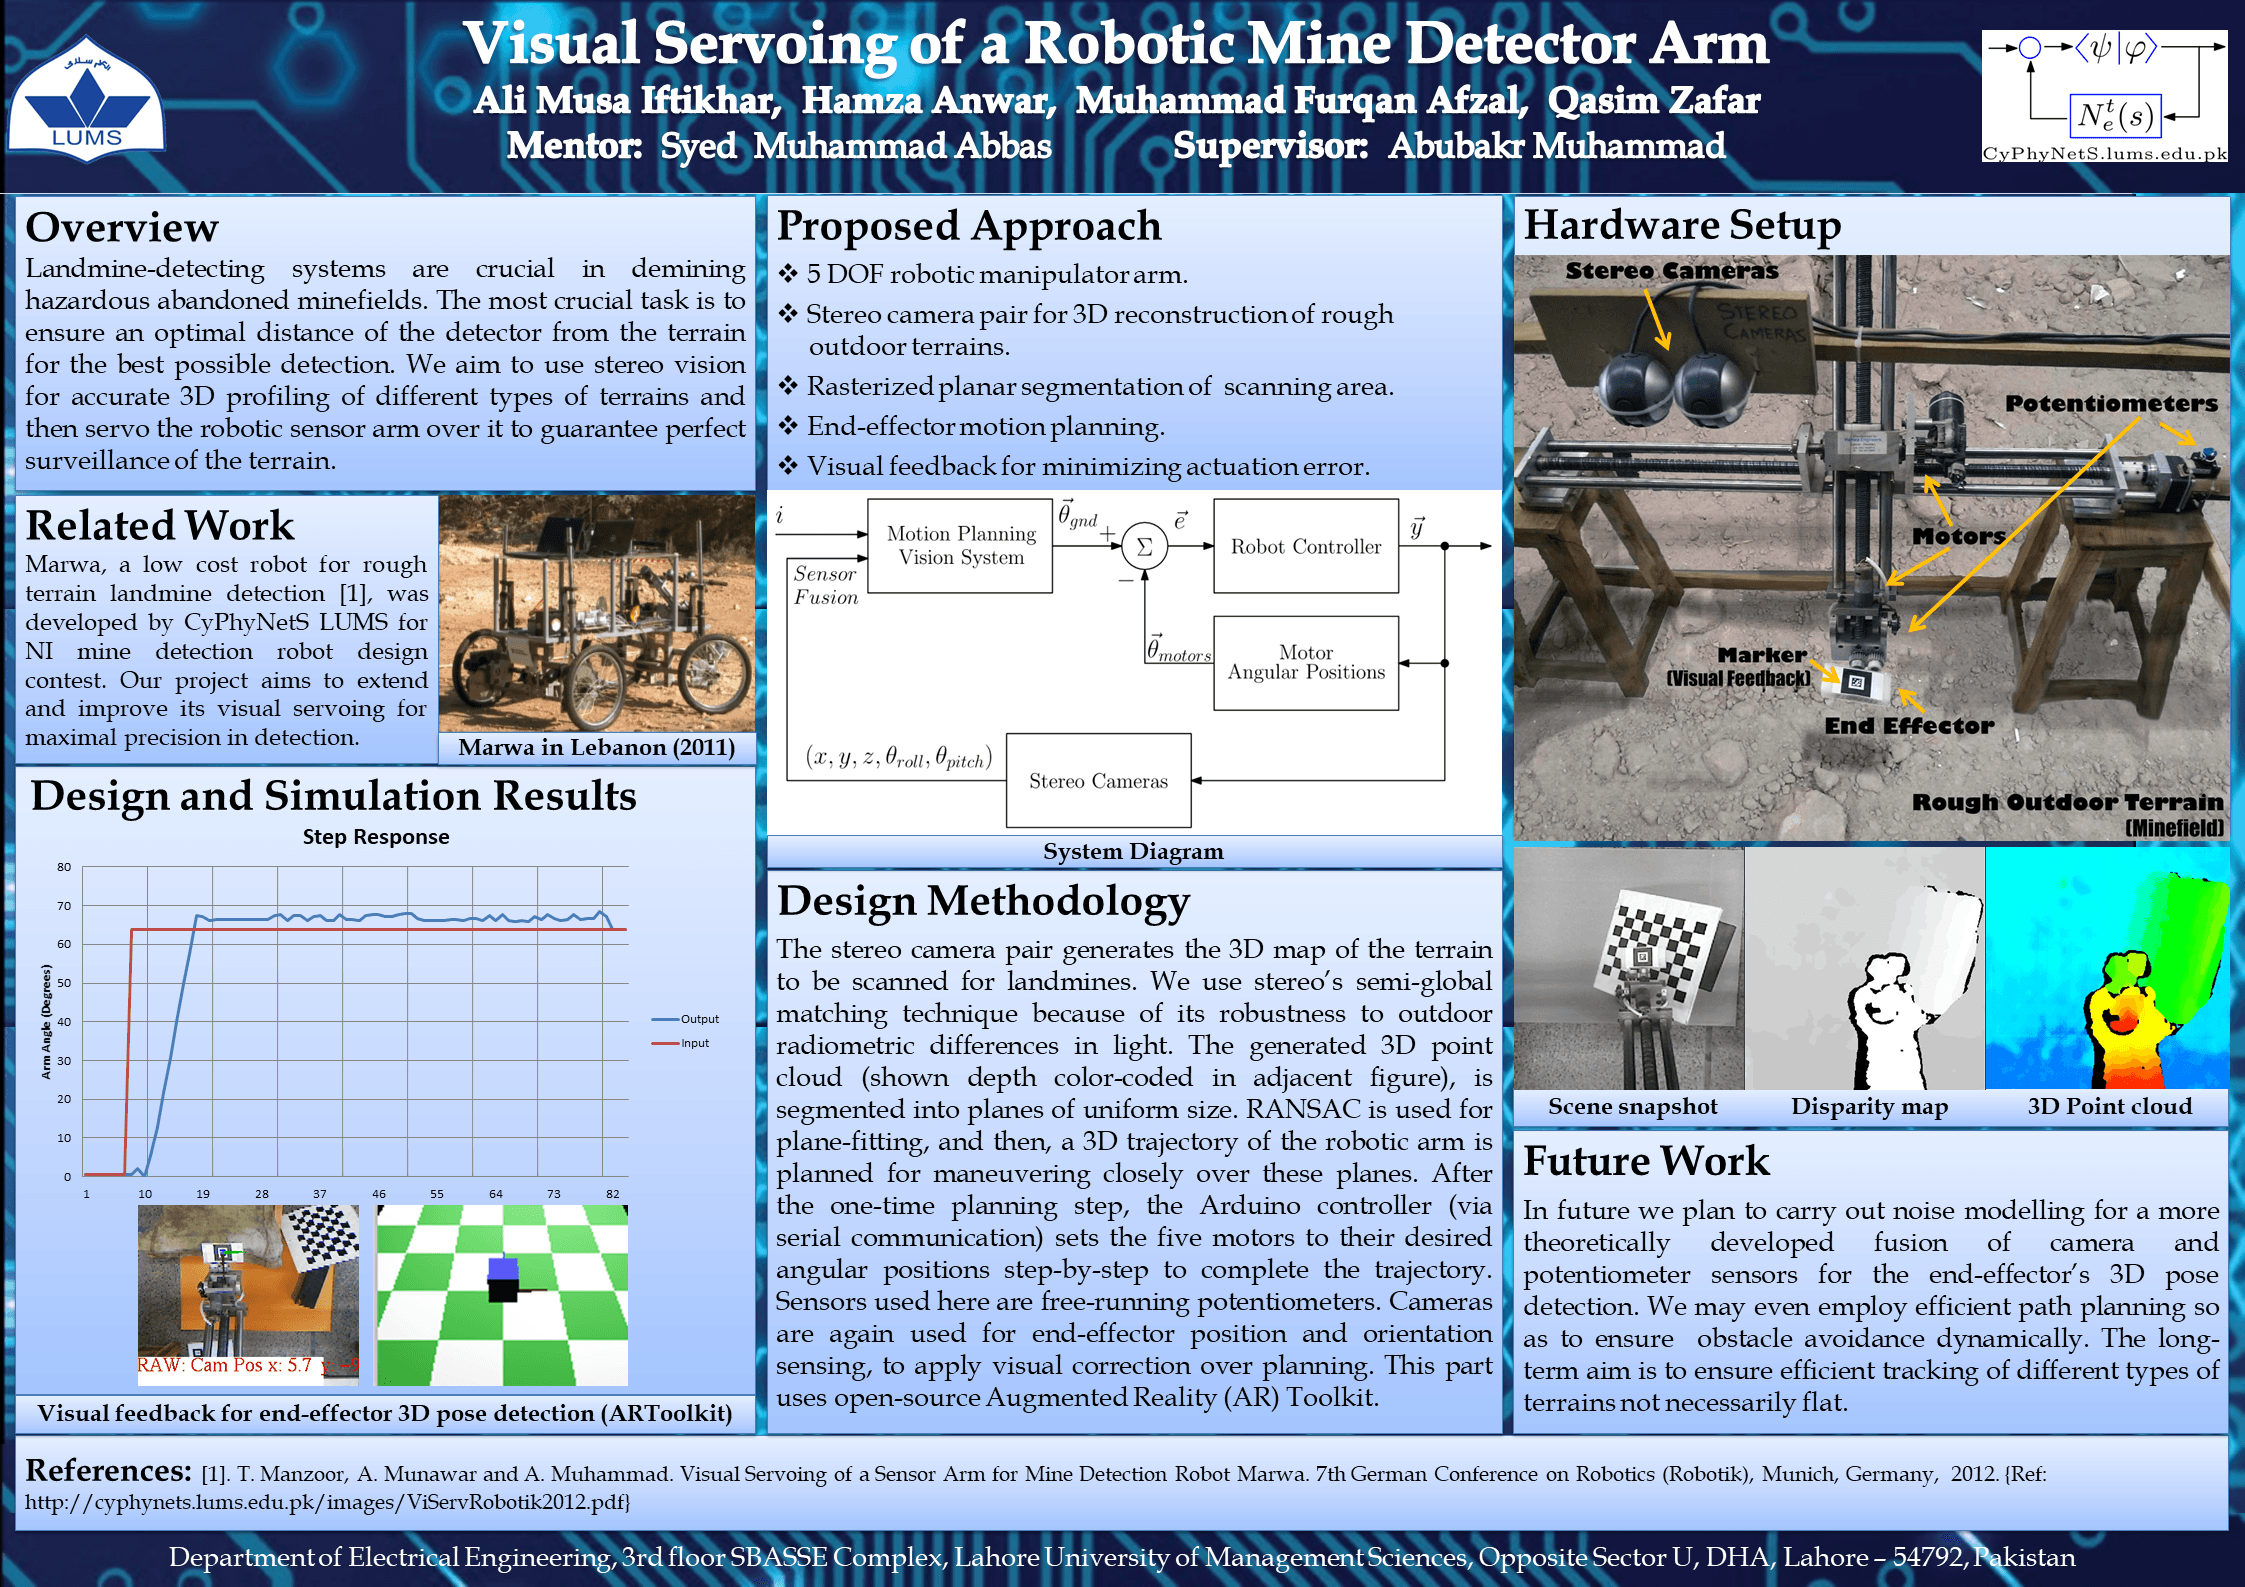 Visual Servoing of a Robotic Mine Detector Arm
Ali Musa Iftikhar, Hamza Anwar, Muhammad Furqan Afzal, Qasim Zafar
Mentor: Syed Muhammad Abbas Supervisor: Abubakr Muhammad
LUMS
⟨ψ|φ⟩
N_e^t(s)
CyPhyNetS.lums.edu.pk
Overview
Landmine-detecting systems are crucial in demining
hazardous abandoned minefields. The most crucial task is to
ensure an optimal distance of the detector from the terrain
for the best possible detection. We aim to use stereo vision
for accurate 3D profiling of different types of terrains and
then servo the robotic sensor arm over it to guarantee perfect
surveillance of the terrain.
Related Work
Marwa, a low cost robot for rough
terrain landmine detection [1], was
developed by CyPhyNetS LUMS for
NI mine detection robot design
contest. Our project aims to extend
and improve its visual servoing for
maximal precision in detection.
Marwa in Lebanon (2011)
Design and Simulation Results
Step Response
Arm Angle (Degrees)
80
70
60
50
40
30
20
10
0
1 10 19 28 37 46 55 64 73 82
Output
Input
RAW: Cam Pos x: 5.7
Visual feedback for end-effector 3D pose detection (ARToolkit)
Proposed Approach
❖ 5 DOF robotic manipulator arm.
❖ Stereo camera pair for 3D reconstruction of rough
outdoor terrains.
❖ Rasterized planar segmentation of scanning area.
❖ End-effector motion planning.
❖ Visual feedback for minimizing actuation error.
i
Motion Planning
Vision System
Sensor
Fusion
θ⃗_gnd
+
−
Σ
e⃗
Robot Controller
y⃗
θ⃗_motors
Motor
Angular Positions
(x, y, z, θ_roll, θ_pitch)
Stereo Cameras
System Diagram
Design Methodology
The stereo camera pair generates the 3D map of the terrain
to be scanned for landmines. We use stereo’s semi-global
matching technique because of its robustness to outdoor
radiometric differences in light. The generated 3D point
cloud (shown depth color-coded in adjacent figure), is
segmented into planes of uniform size. RANSAC is used for
plane-fitting, and then, a 3D trajectory of the robotic arm is
planned for maneuvering closely over these planes. After
the one-time planning step, the Arduino controller (via
serial communication) sets the five motors to their desired
angular positions step-by-step to complete the trajectory.
Sensors used here are free-running potentiometers. Cameras
are again used for end-effector position and orientation
sensing, to apply visual correction over planning. This part
uses open-source Augmented Reality (AR) Toolkit.
Hardware Setup
Stereo Cameras
STEREO
CAMERAS
Potentiometers
Motors
Marker
(Visual Feedback)
End Effector
Rough Outdoor Terrain
(Minefield)
Scene snapshot
Disparity map
3D Point cloud
Future Work
In future we plan to carry out noise modelling for a more
theoretically developed fusion of camera and
potentiometer sensors for the end-effector’s 3D pose
detection. We may even employ efficient path planning so
as to ensure obstacle avoidance dynamically. The long-
term aim is to ensure efficient tracking of different types of
terrains not necessarily flat.
References: [1]. T. Manzoor, A. Munawar and A. Muhammad. Visual Servoing of a Sensor Arm for Mine Detection Robot Marwa. 7th German Conference on Robotics (Robotik), Munich, Germany, 2012. {Ref:
http://cyphynets.lums.edu.pk/images/ViServRobotik2012.pdf}
Department of Electrical Engineering, 3rd floor SBASSE Complex, Lahore University of Management Sciences, Opposite Sector U, DHA, Lahore – 54792, Pakistan